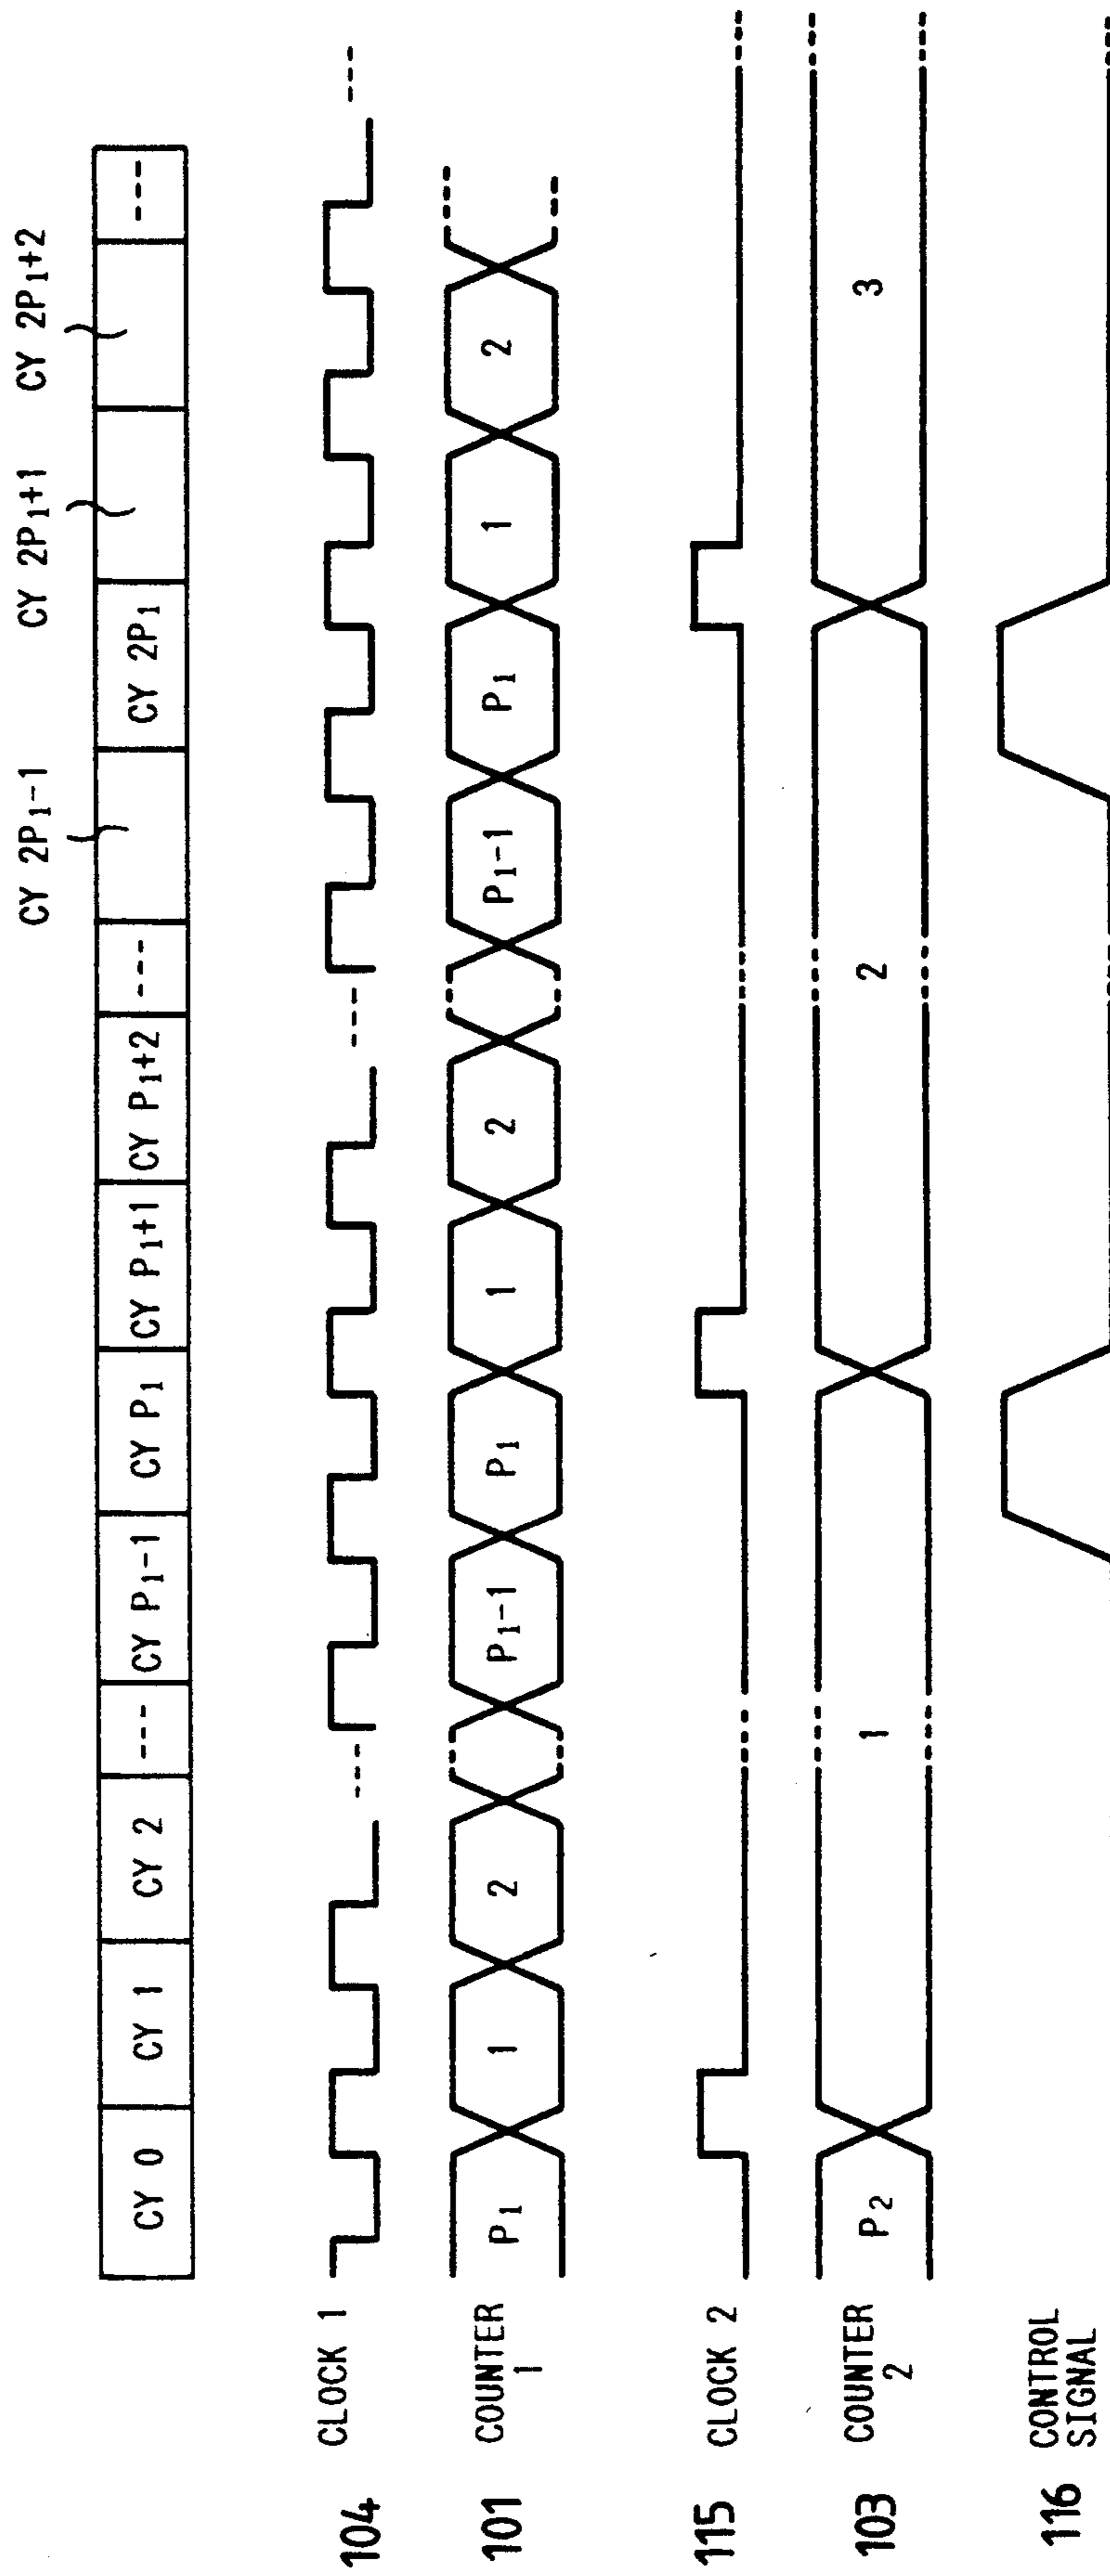 CY 2P1-1 CY 2P1+1 CY 2P1+2
CY 0 CY 1 CY 2 --- CY P1-1 CY P1 CY P1+1 CY P1+2 --- CY 2P1 ---
104 CLOCK 1 --- --- ---
101 COUNTER 1 P1 1 2 P1-1 P1 1 2 P1-1 P1 1 2
115 CLOCK 2
103 COUNTER 2 P2 1 2 3
116 CONTROL SIGNAL